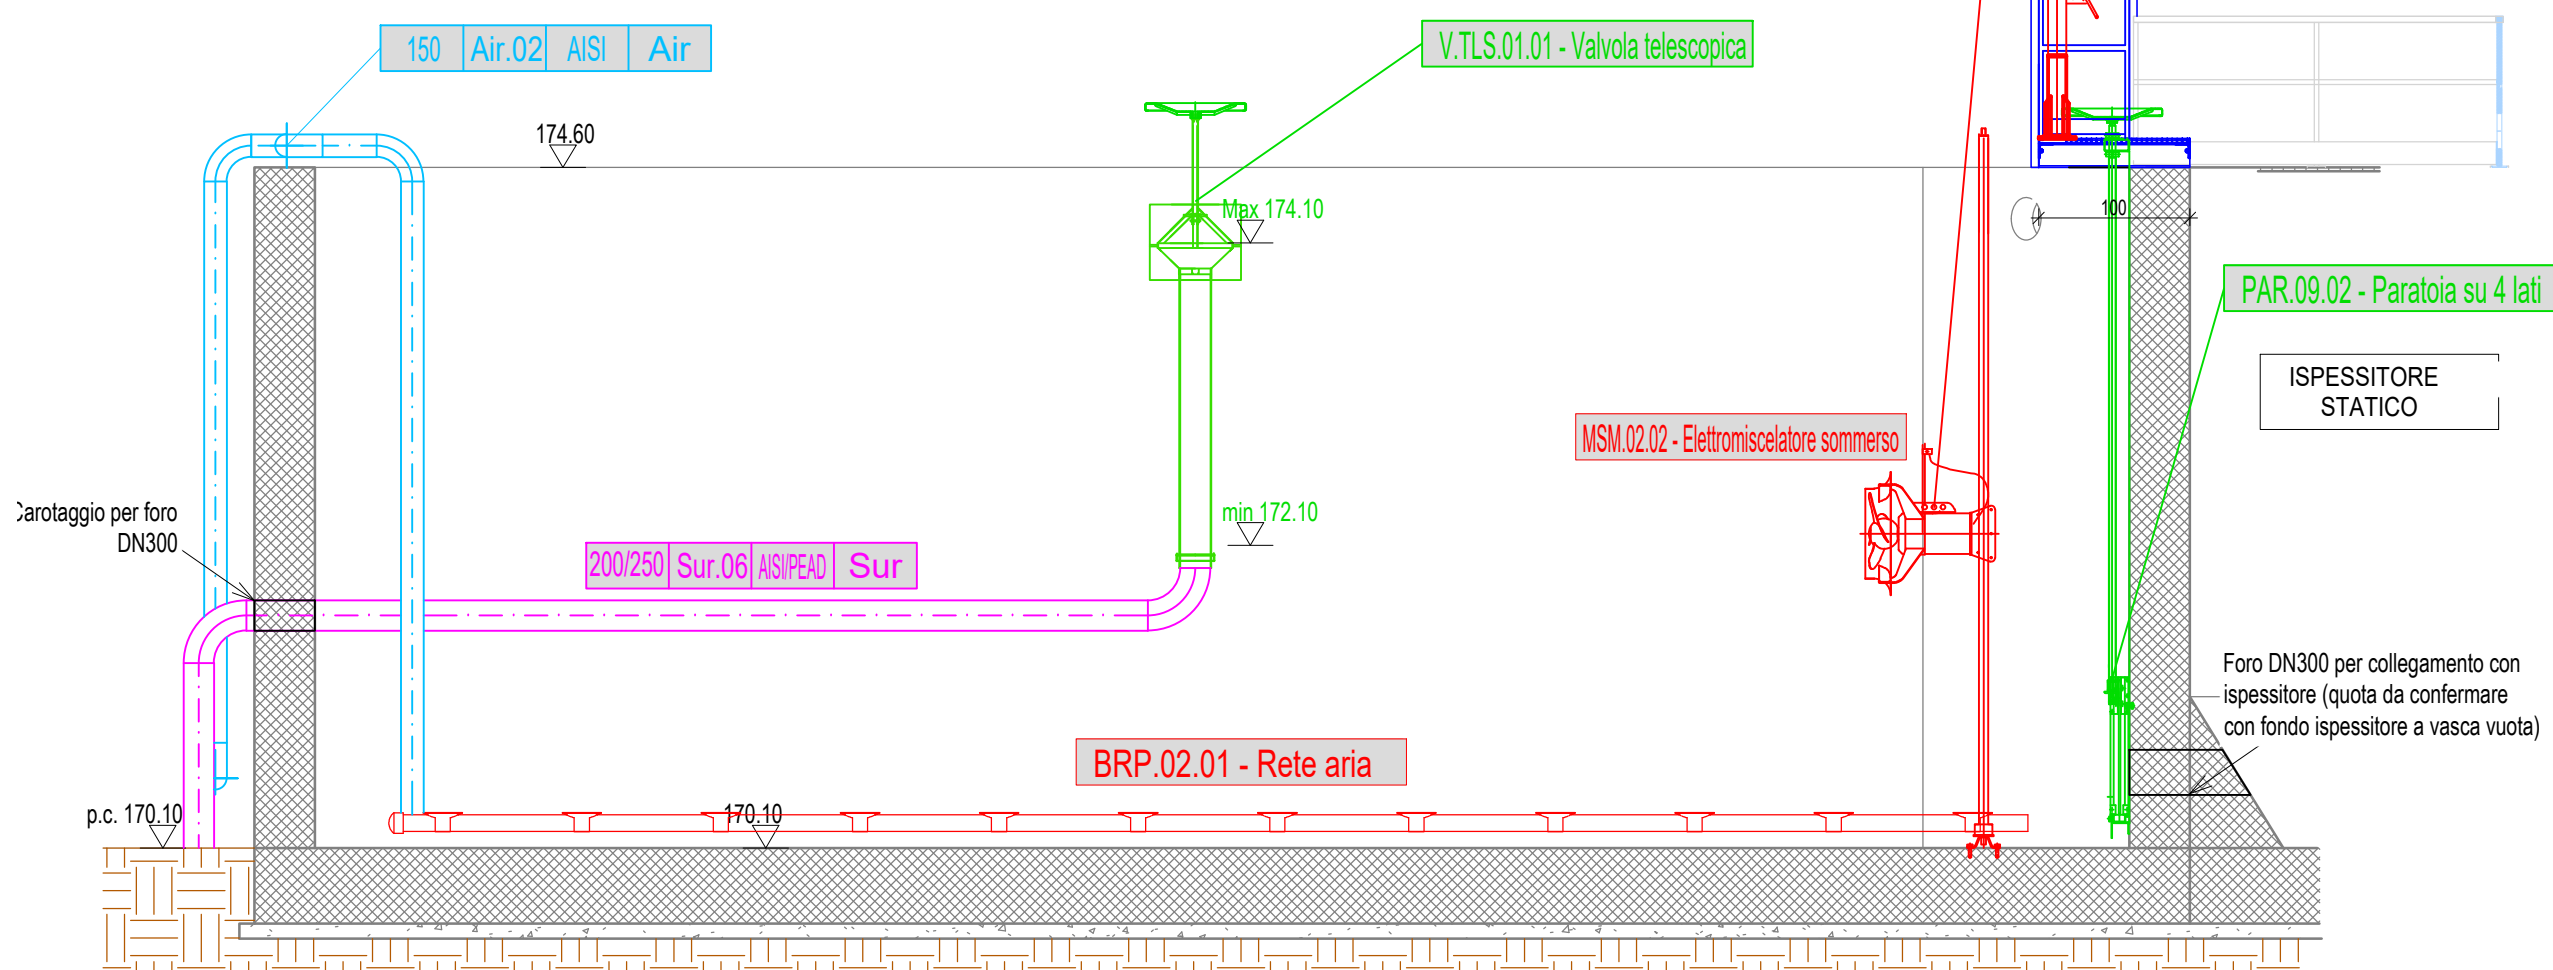 150 Air.02 AISI Air
V.TLS.01.01 - Valvola telescopica
174.60
Max 174.10
100
PAR.09.02 - Paratoia su 4 lati
ISPESSITORE
STATICO
MSM.02.02 - Elettromiscelatore sommerso
Carotaggio per foro
DN300
min 172.10
200/250 Sur.06 AISI/PEAD Sur
Foro DN300 per collegamento con
ispessitore (quota da confermare
con fondo ispessitore a vasca vuota)
BRP.02.01 - Rete aria
p.c. 170.10
170.10